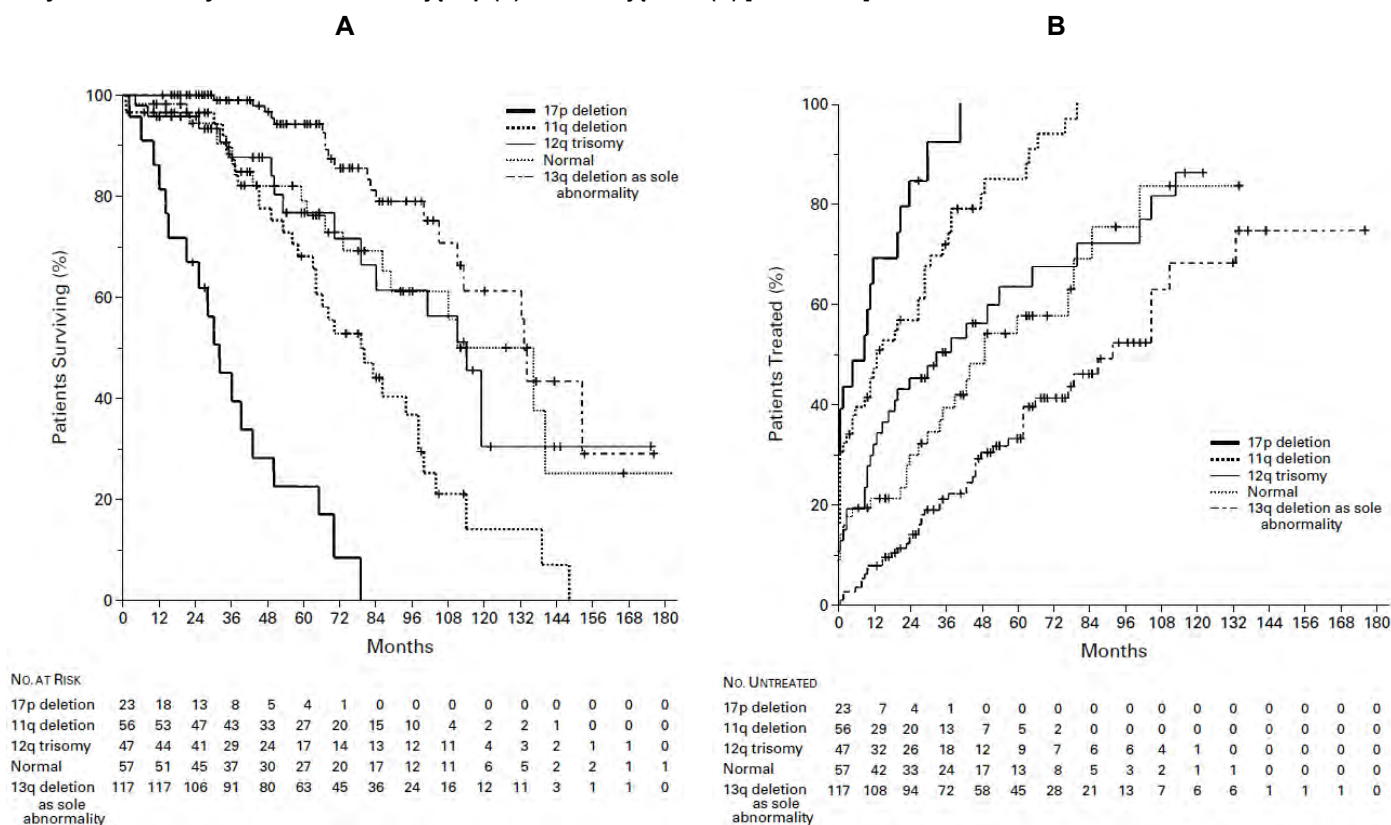 A
B
100
80
60
40
20
0
Patients Surviving (%)
17p deletion
11q deletion
12q trisomy
Normal
13q deletion as sole
abnormality
0 12 24 36 48 60 72 84 96 108 120 132 144 156 168 180
Months
100
80
60
40
20
0
Patients Treated (%)
17p deletion
11q deletion
12q trisomy
Normal
13q deletion as sole
abnormality
0 12 24 36 48 60 72 84 96 108 120 132 144 156 168 180
Months
NO. AT RISK
17p deletion 23 18 13 8 5 4 1 0 0 0 0 0 0 0 0 0
11q deletion 56 53 47 43 33 27 20 15 10 4 2 2 1 0 0 0
12q trisomy 47 44 41 29 24 17 14 13 12 11 4 3 2 1 1 0
Normal 57 51 45 37 30 27 20 17 12 11 6 5 2 2 1 1
13q deletion 117 117 106 91 80 63 45 36 24 16 12 11 3 1 1 0
as sole
abnormality
NO. UNTREATED
17p deletion 23 7 4 1 0 0 0 0 0 0 0 0 0 0 0 0
11q deletion 56 29 20 13 7 5 2 0 0 0 0 0 0 0 0 0
12q trisomy 47 32 26 18 12 9 7 6 6 4 1 0 0 0 0 0
Normal 57 42 33 24 17 13 8 5 3 2 1 1 0 0 0 0
13q deletion 117 108 94 72 58 45 28 21 13 7 6 6 1 1 1 0
as sole
abnormality